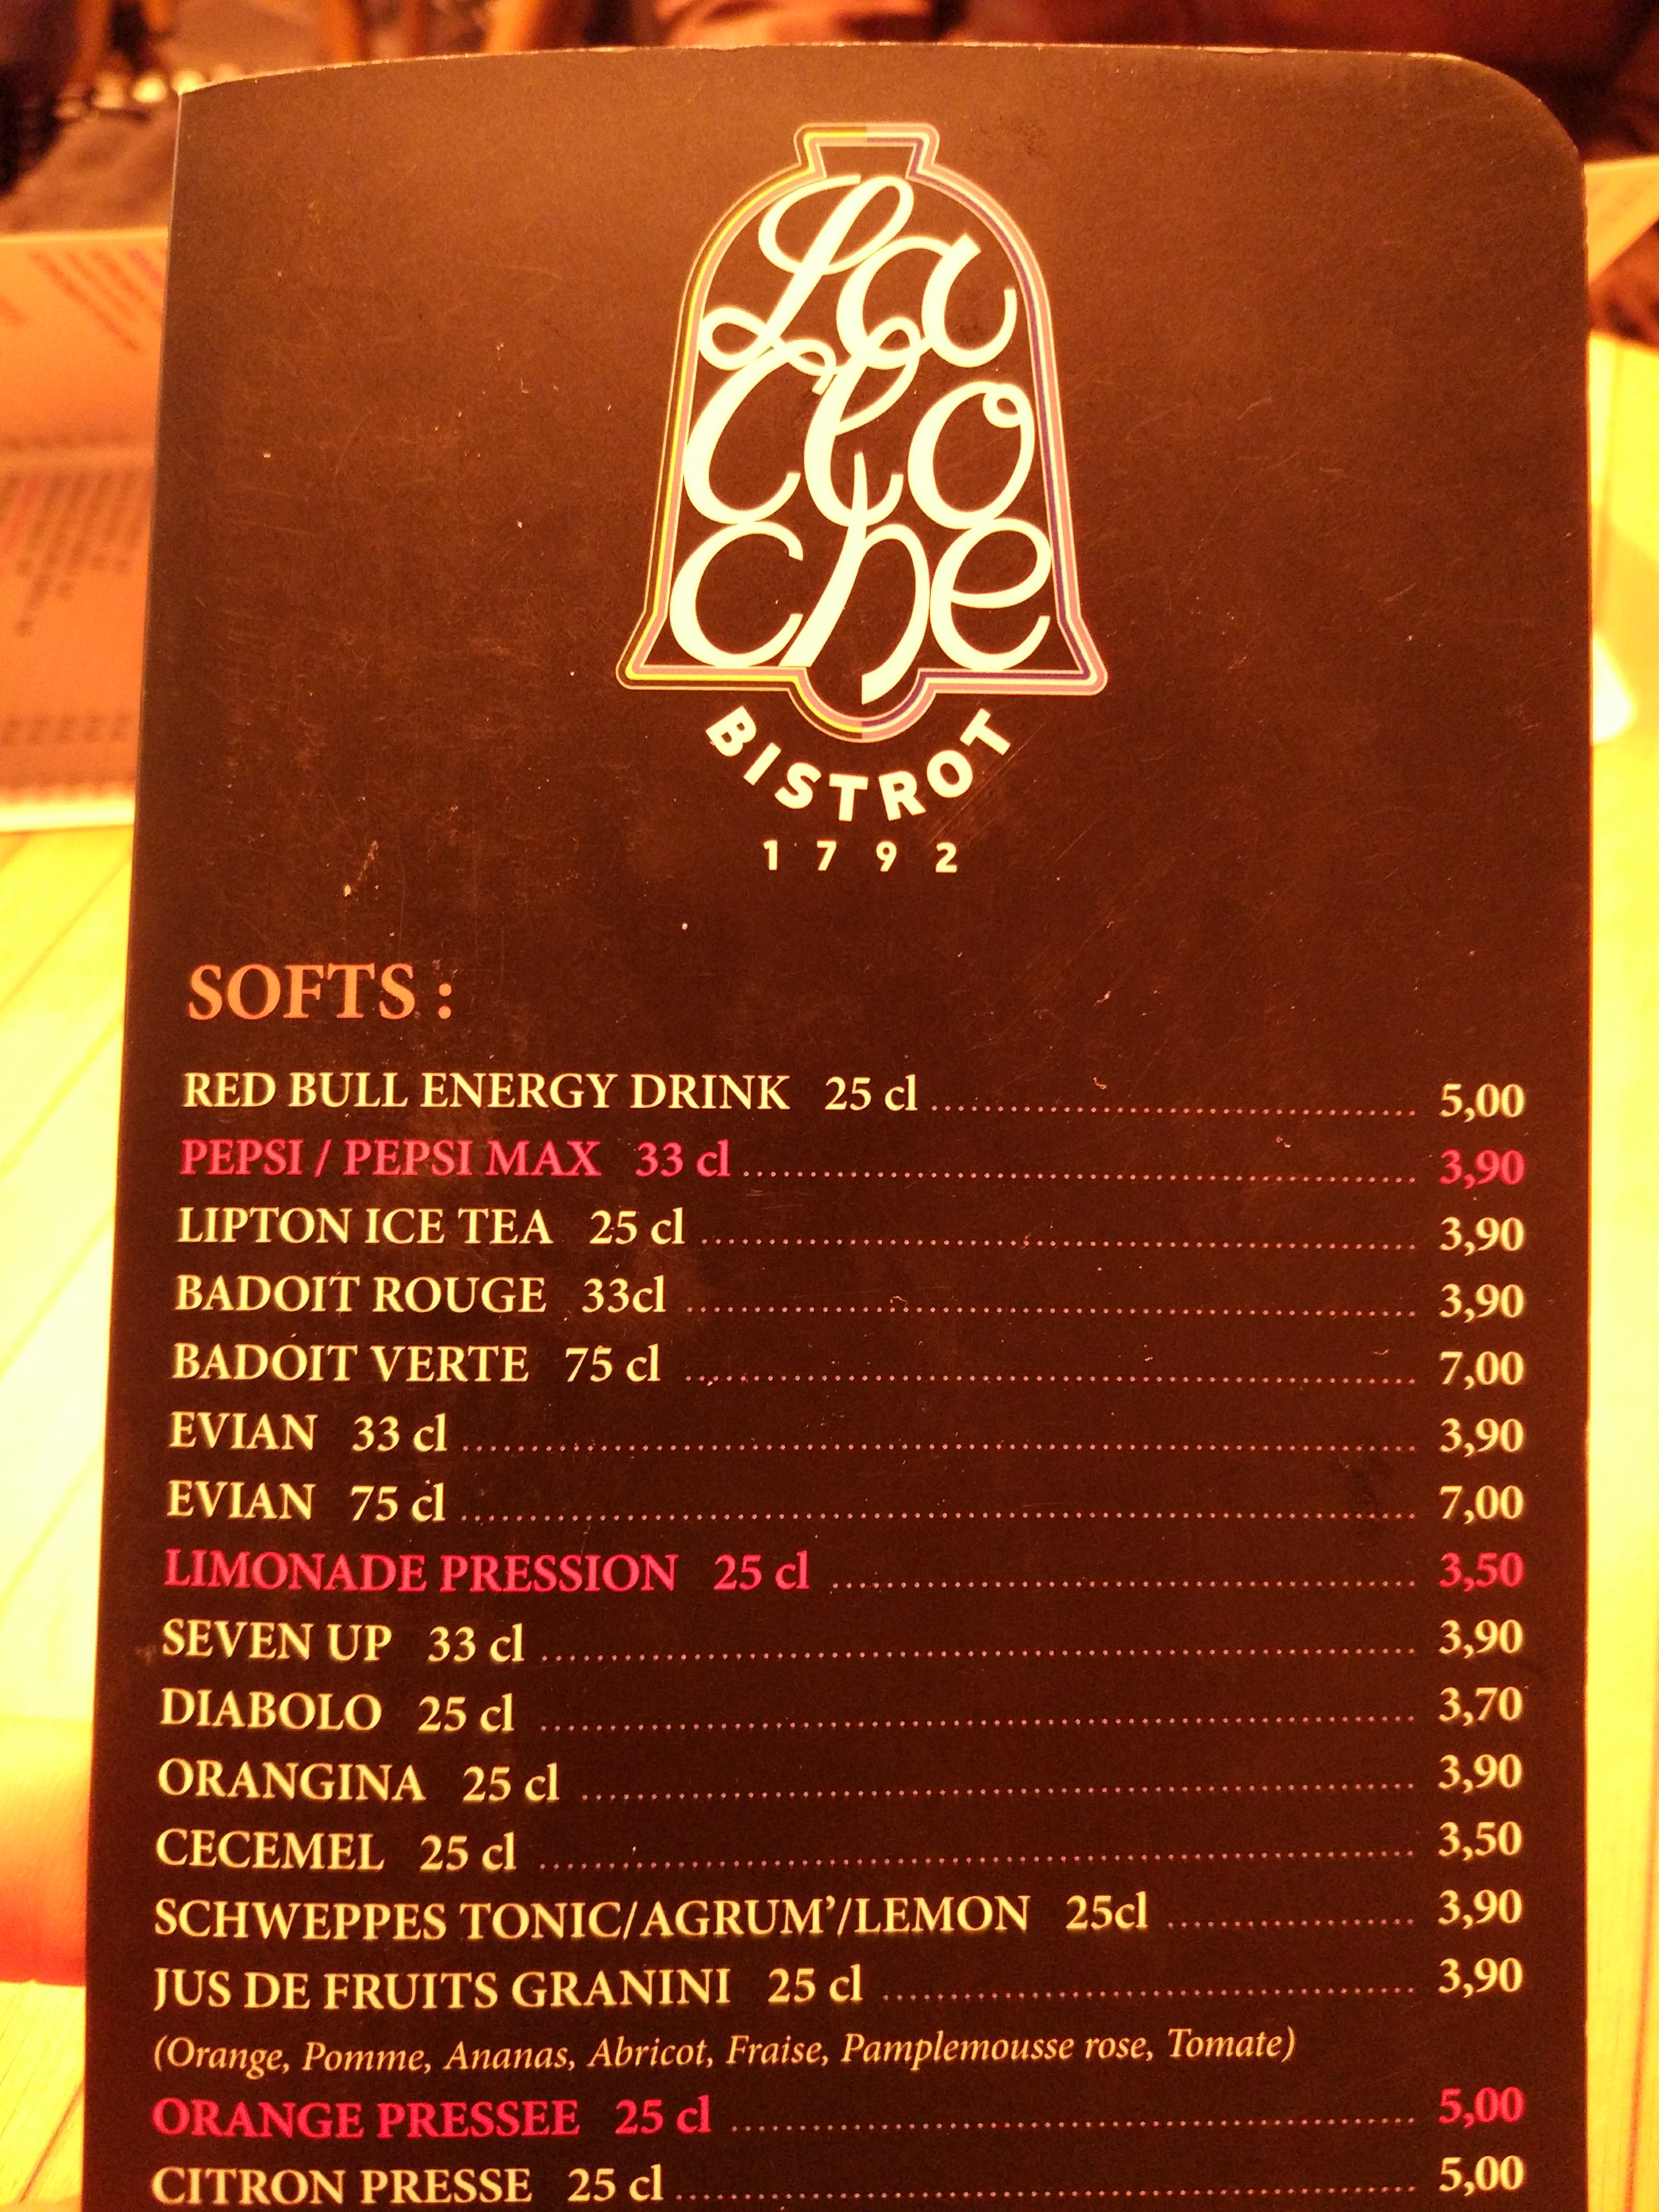 La
Clo
che
BISTROT
1792
SOFTS :
RED BULL ENERGY DRINK 25 cl ........ 5,00
PEPSI / PEPSI MAX 33 cl ........ 3,90
LIPTON ICE TEA 25 cl ........ 3,90
BADOIT ROUGE 33cl ........ 3,90
BADOIT VERTE 75 cl ........ 7,00
EVIAN 33 cl ........ 3,90
EVIAN 75 cl ........ 7,00
LIMONADE PRESSION 25 cl ........ 3,50
SEVEN UP 33 cl ........ 3,90
DIABOLO 25 cl ........ 3,70
ORANGINA 25 cl ........ 3,90
CECEMEL 25 cl ........ 3,50
SCHWEPPES TONIC/AGRUM'/LEMON 25cl ........ 3,90
JUS DE FRUITS GRANINI 25 cl ........ 3,90
(Orange, Pomme, Ananas, Abricot, Fraise, Pamplemousse rose, Tomate)
ORANGE PRESSEE 25 cl ........ 5,00
CITRON PRESSE 25 cl ........ 5,00